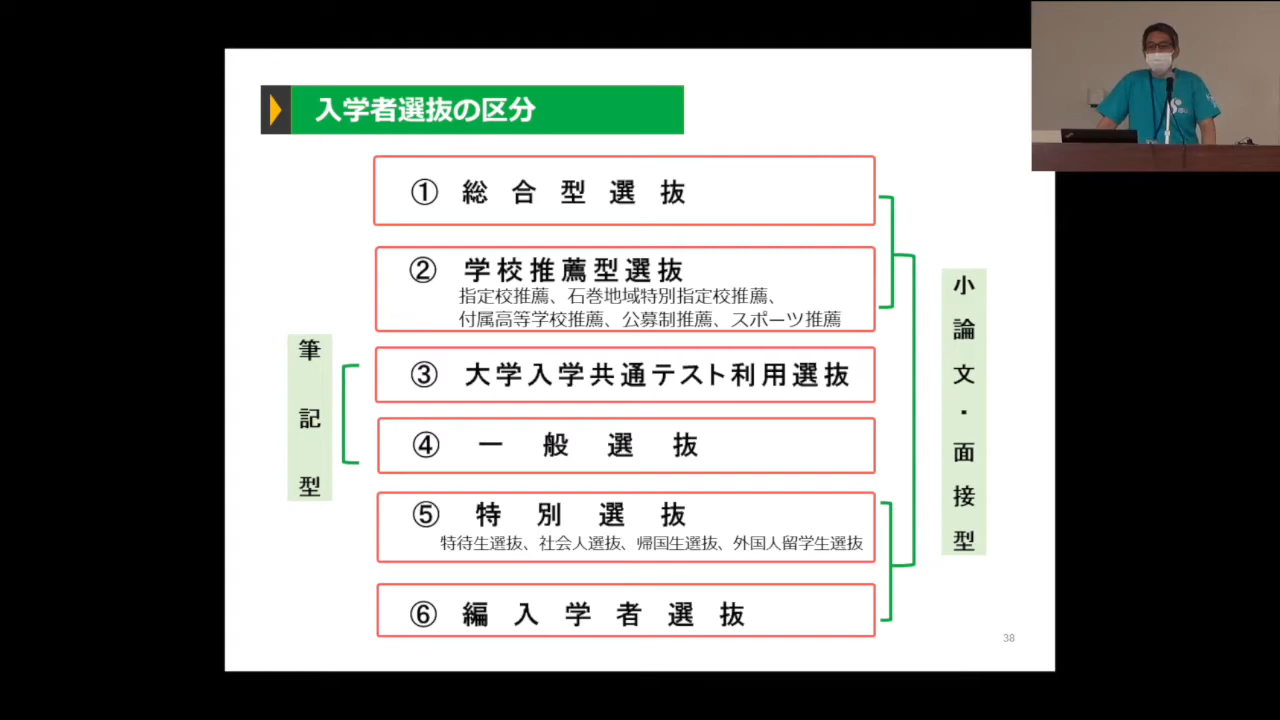 入学者選抜の区分
① 総合型選抜
② 学校推薦型選抜
指定校推薦、石巻地域特別指定校推薦、
付属高等学校推薦、公募制推薦、スポーツ推薦
③ 大学入学共通テスト利用選抜
④ 一般選抜
⑤ 特別選抜
特待生選抜、社会人選抜、帰国生選抜、外国人留学生選抜
⑥ 編入学者選抜
筆記型
小論文・面接型
38